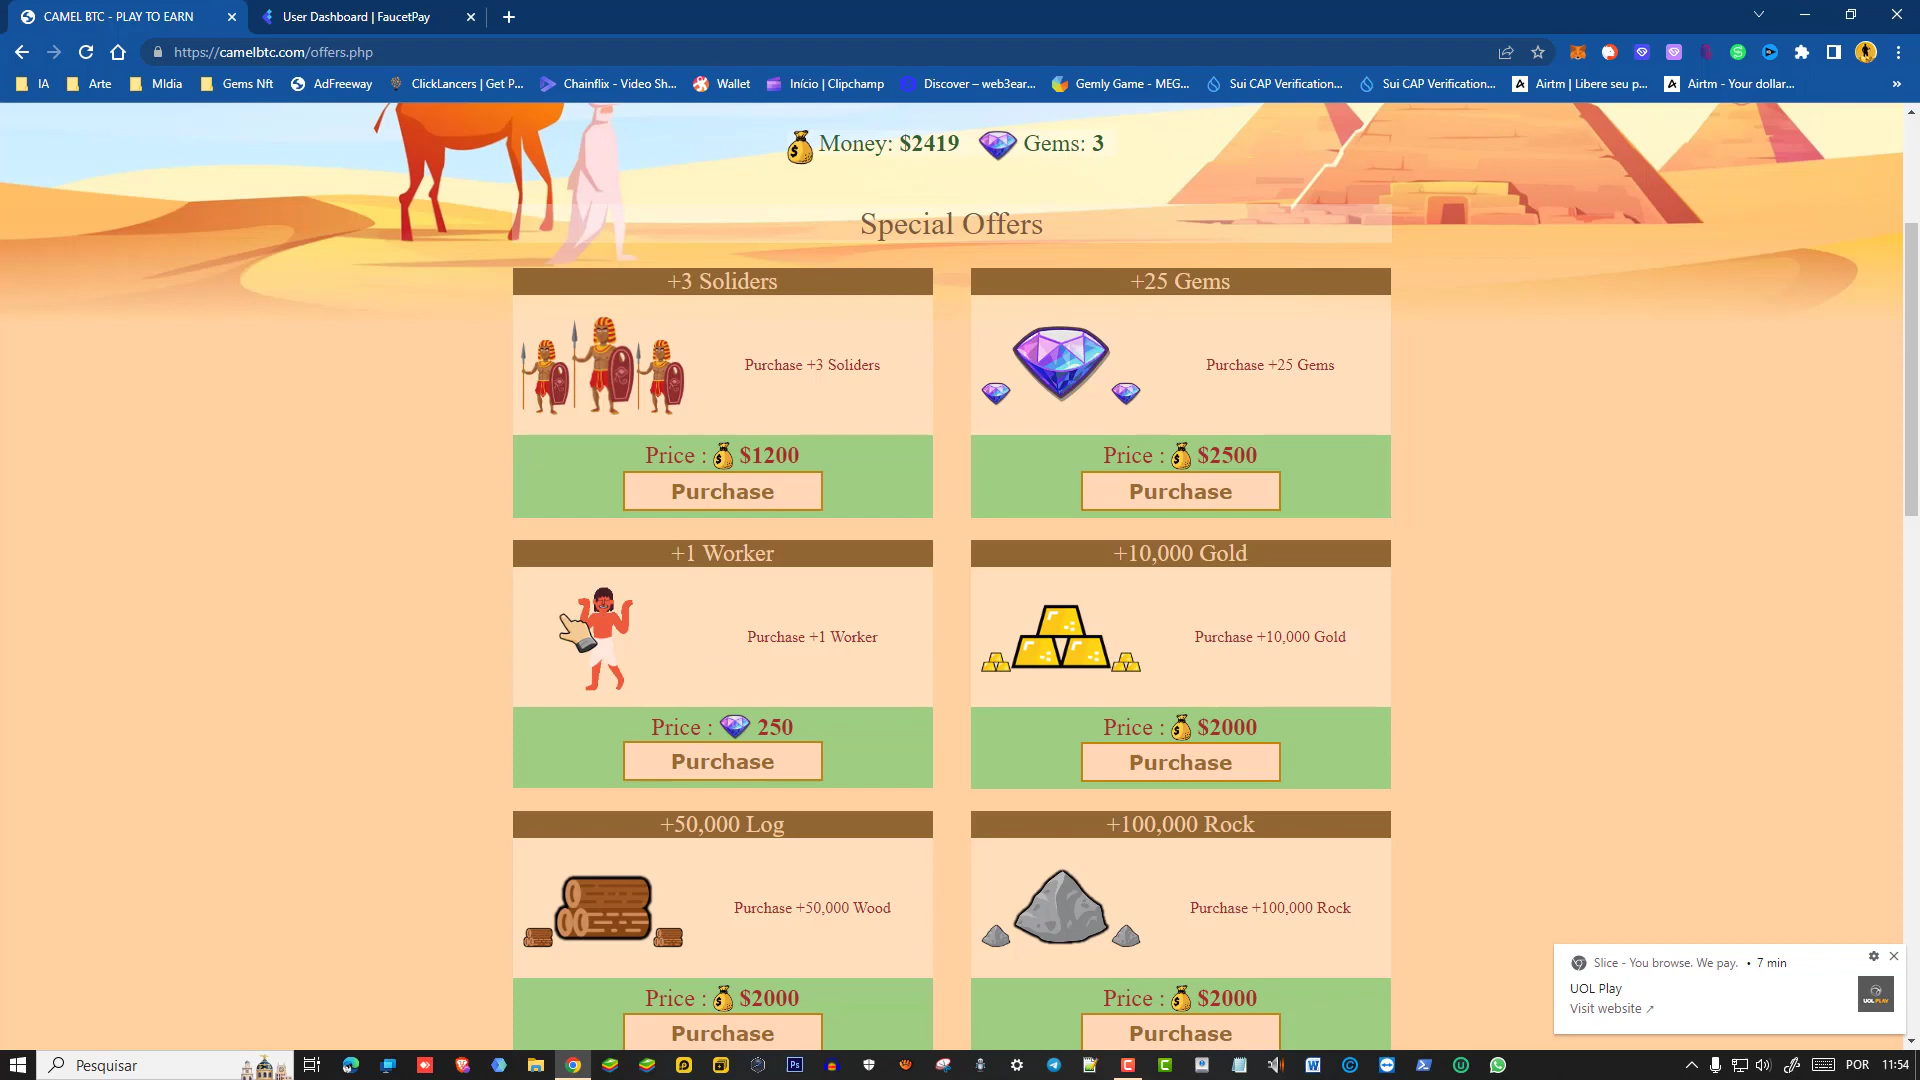 CAMEL BTC - PLAY TO EARN
User Dashboard | FaucetPay
https://camelbtc.com/offers.php
IA
Arte
MIdia
Gems Nft
AdFreeway
ClickLancers | Get P...
Chainflix - Video Sh...
Wallet
Início | Clipchamp
Discover – web3ear...
Gemly Game - MEG...
Sui CAP Verification...
Sui CAP Verification...
Airtm | Libere seu p...
Airtm - Your dollar...
Money: $2419 Gems: 3
Special Offers
+3 Soliders
Purchase +3 Soliders
Price : $1200
Purchase
+25 Gems
Purchase +25 Gems
Price : $2500
Purchase
+1 Worker
Purchase +1 Worker
Price : 250
Purchase
+10,000 Gold
Purchase +10,000 Gold
Price : $2000
Purchase
+50,000 Log
Purchase +50,000 Wood
Price : $2000
Purchase
+100,000 Rock
Purchase +100,000 Rock
Price : $2000
Purchase
Slice - You browse. We pay. • 7 min
UOL Play
Visit website
UOL PLAY
Pesquisar
POR
11:54